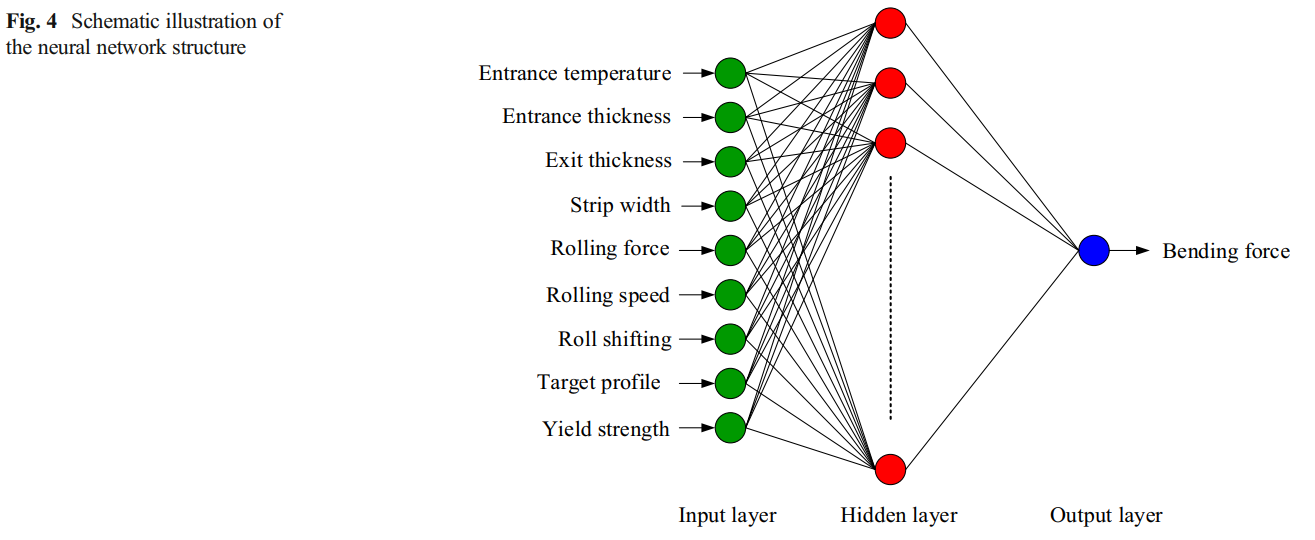 Fig. 4 Schematic illustration of
the neural network structure
Entrance temperature
Entrance thickness
Exit thickness
Strip width
Rolling force
Rolling speed
Roll shifting
Target profile
Yield strength
Bending force
Input layer
Hidden layer
Output layer